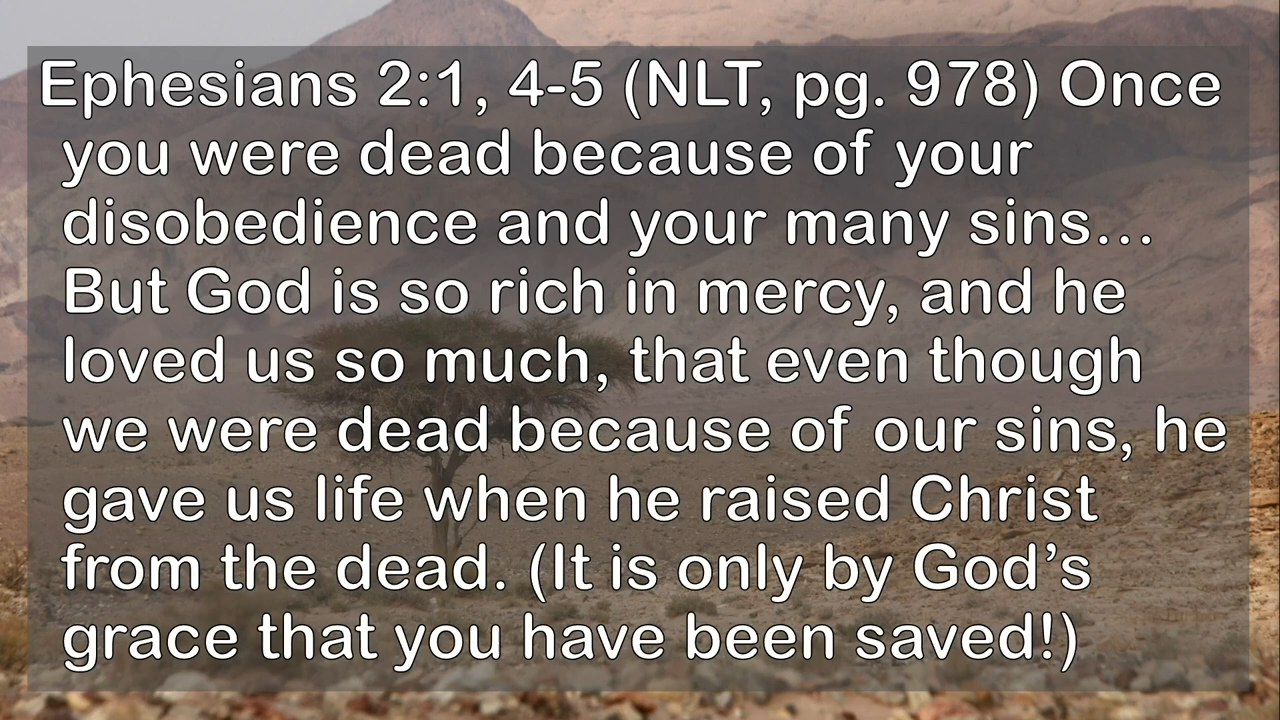 Ephesians 2:1, 4-5 (NLT, pg. 978) Once
you were dead because of your
disobedience and your many sins…
But God is so rich in mercy, and he
loved us so much, that even though
we were dead because of our sins, he
gave us life when he raised Christ
from the dead. (It is only by God’s
grace that you have been saved!)